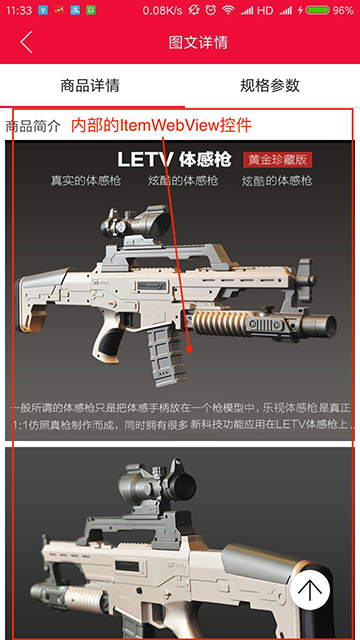 11:33 0.08K/s HD 96%
图文详情
商品详情 规格参数
商品简介 内部的ItemWebView控件
LETV 体感枪 黄金珍藏版
真实的体感枪 炫酷的体感枪 炫酷的体感枪
一般所谓的体感枪只是把体感手柄放在一个枪模型中,乐视体感枪是真正
1:1仿照真枪制作而成，同时拥有很多 新科技功能应用在LETV体感枪上